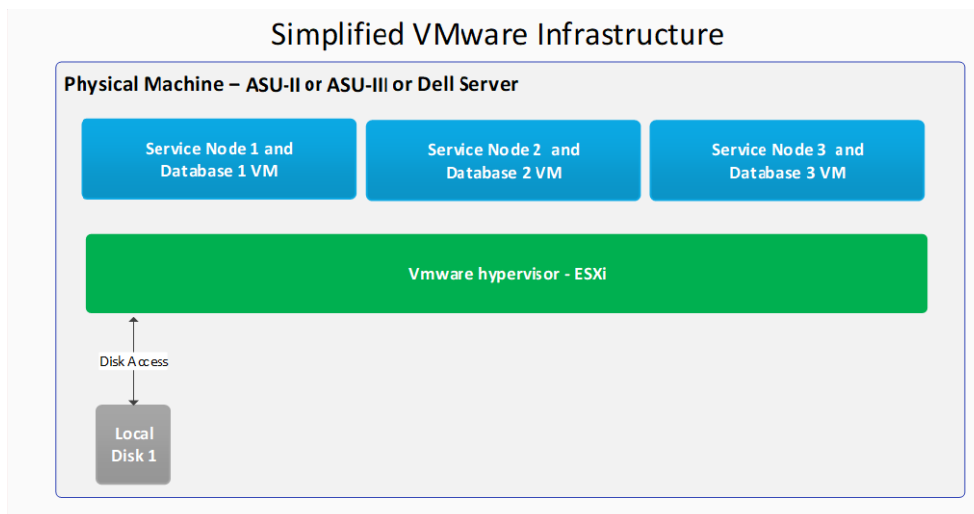 Simplified VMware Infrastructure
Physical Machine – ASU-II or ASU-III or Dell Server
Service Node 1 and
Database 1 VM
Service Node 2 and
Database 2 VM
Service Node 3 and
Database 3 VM
Vmware hypervisor - ESXi
Disk Access
Local
Disk 1